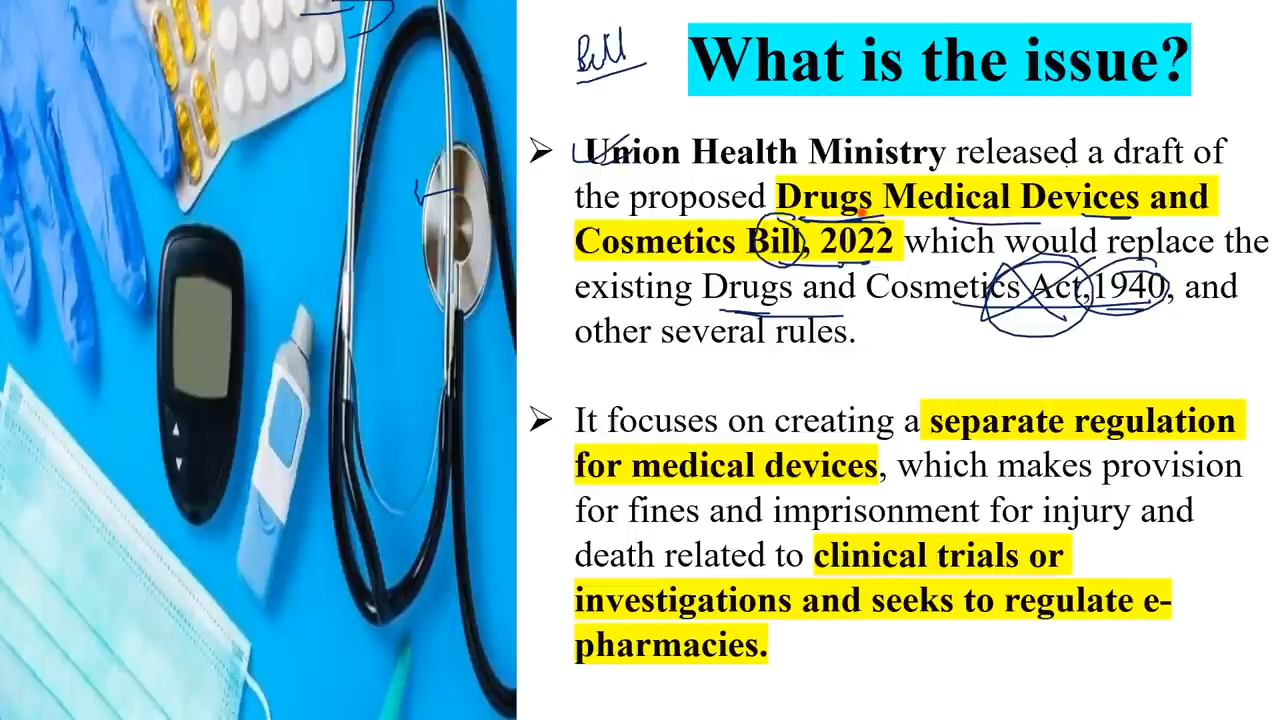 Bill
What is the issue?
➢ Union Health Ministry released a draft of
the proposed Drugs Medical Devices and
Cosmetics Bill, 2022 which would replace the
existing Drugs and Cosmetics Act,1940, and
other several rules.
➢ It focuses on creating a separate regulation
for medical devices, which makes provision
for fines and imprisonment for injury and
death related to clinical trials or
investigations and seeks to regulate e-
pharmacies.